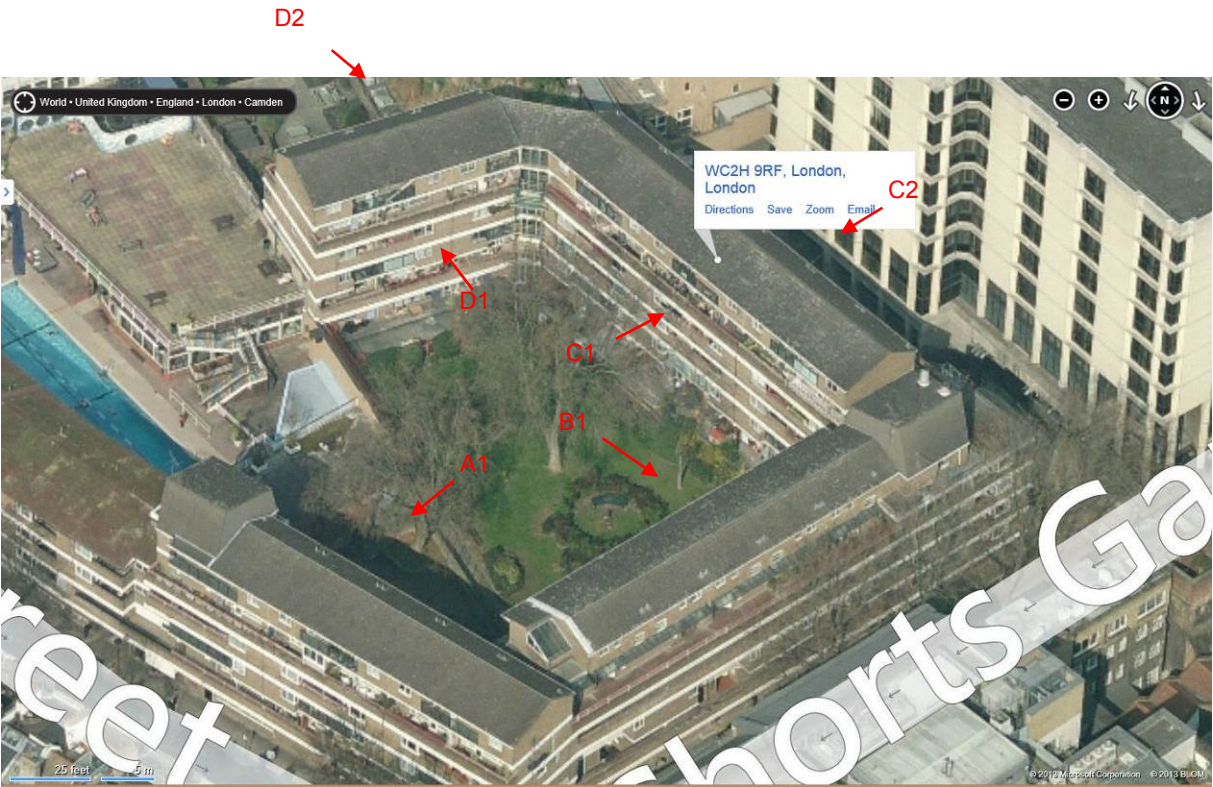 D2
World • United Kingdom • England • London • Camden
N
WC2H 9RF, London,
London
Directions Save Zoom Email
C2
D1
C1
B1
A1
reet
horts Ga
25 feet 5 m
© 2013 Microsoft Corporation © 2013 BLOM